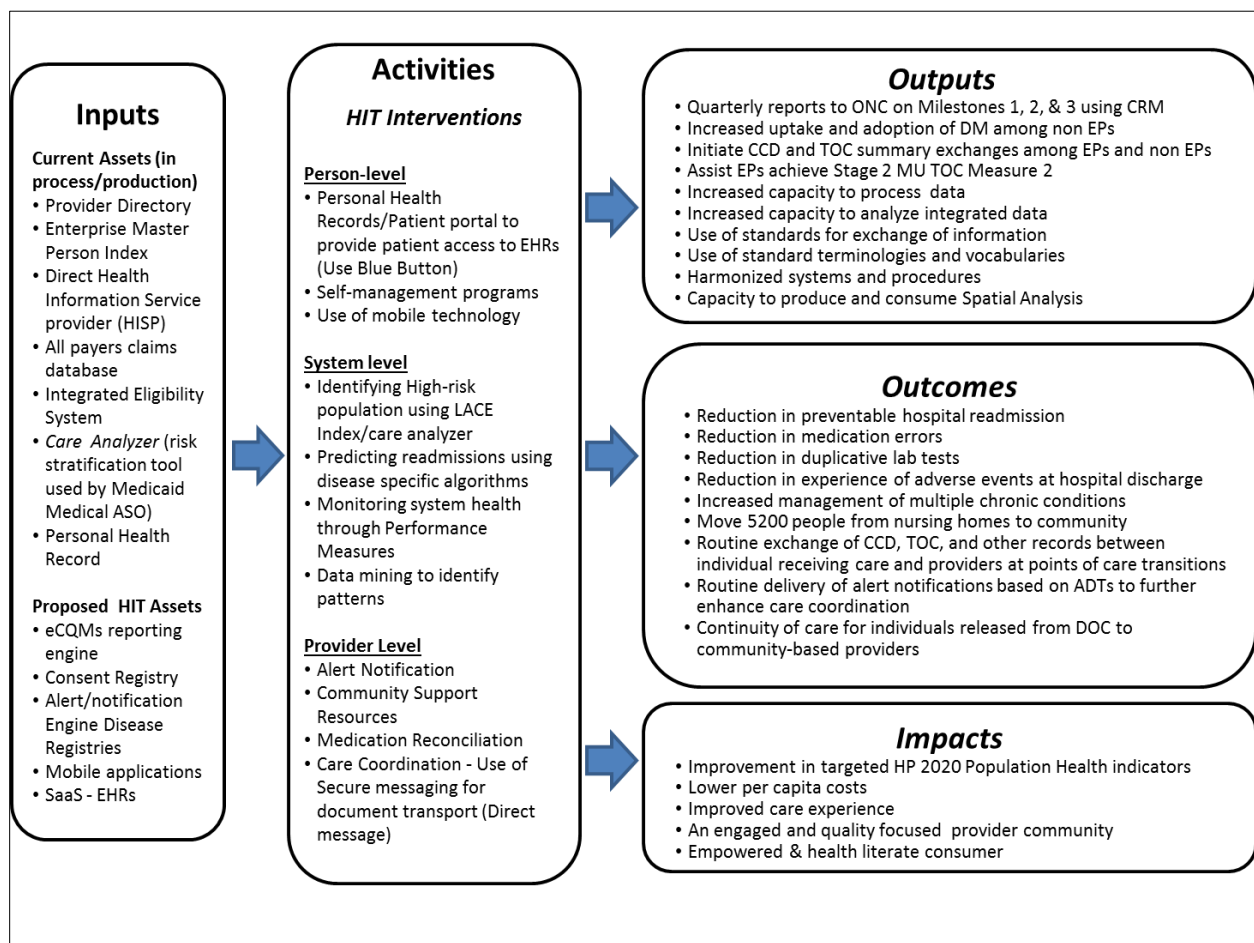 Inputs
Current Assets (in
process/production)
• Provider Directory
• Enterprise Master
Person Index
• Direct Health
Information Service
provider (HISP)
• All payers claims
database
• Integrated Eligibility
System
• Care Analyzer (risk
stratification tool
used by Medicaid
Medical ASO)
• Personal Health
Record
Proposed HIT Assets
• eCQMs reporting
engine
• Consent Registry
• Alert/notification
Engine Disease
Registries
• Mobile applications
• SaaS - EHRs
Activities
HIT Interventions
Person-level
• Personal Health
Records/Patient portal to
provide patient access to EHRs
(Use Blue Button)
• Self-management programs
• Use of mobile technology
System level
• Identifying High-risk
population using LACE
Index/care analyzer
• Predicting readmissions using
disease specific algorithms
• Monitoring system health
through Performance
Measures
• Data mining to identify
patterns
Provider Level
• Alert Notification
• Community Support
Resources
• Medication Reconciliation
• Care Coordination - Use of
Secure messaging for
document transport (Direct
message)
Outputs
• Quarterly reports to ONC on Milestones 1, 2, & 3 using CRM
• Increased uptake and adoption of DM among non EPs
• Initiate CCD and TOC summary exchanges among EPs and non EPs
• Assist EPs achieve Stage 2 MU TOC Measure 2
• Increased capacity to process data
• Increased capacity to analyze integrated data
• Use of standards for exchange of information
• Use of standard terminologies and vocabularies
• Harmonized systems and procedures
• Capacity to produce and consume Spatial Analysis
Outcomes
• Reduction in preventable hospital readmission
• Reduction in medication errors
• Reduction in duplicative lab tests
• Reduction in experience of adverse events at hospital discharge
• Increased management of multiple chronic conditions
• Move 5200 people from nursing homes to community
• Routine exchange of CCD, TOC, and other records between
individual receiving care and providers at points of care transitions
• Routine delivery of alert notifications based on ADTs to further
enhance care coordination
• Continuity of care for individuals released from DOC to
community-based providers
Impacts
• Improvement in targeted HP 2020 Population Health indicators
• Lower per capita costs
• Improved care experience
• An engaged and quality focused provider community
• Empowered & health literate consumer